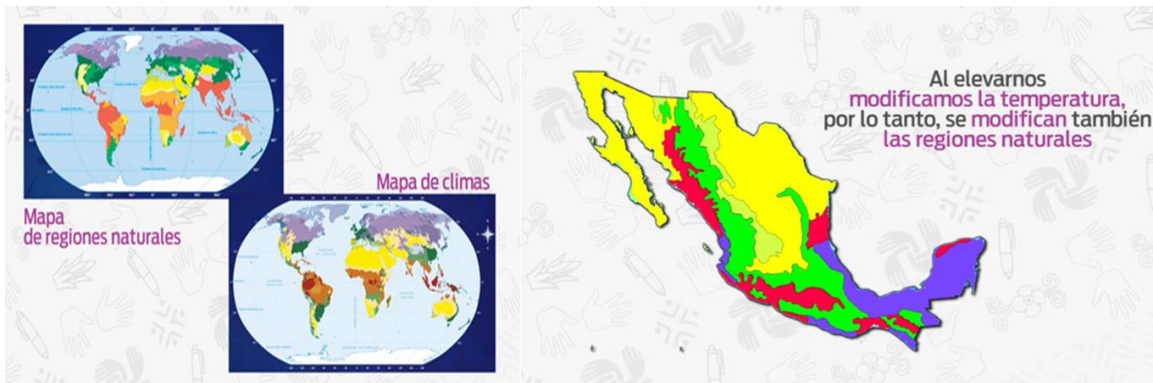 Mapa
de regiones naturales
Mapa de climas
Al elevarnos
modificamos la temperatura,
por lo tanto, se modifican también
las regiones naturales